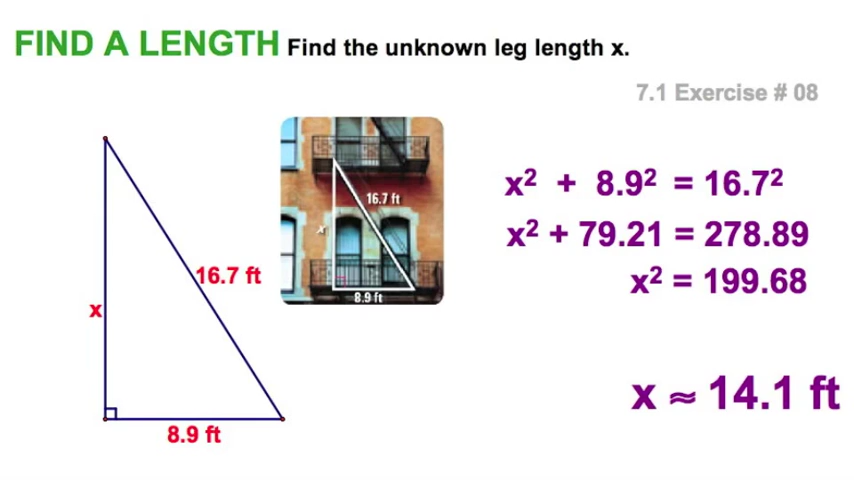 FIND A LENGTH Find the unknown leg length x.
7.1 Exercise # 08
x² + 8.9² = 16.7²
x² + 79.21 = 278.89
x² = 199.68
x ≈ 14.1 ft
16.7 ft
x
8.9 ft
16.7 ft
x
8.9 ft